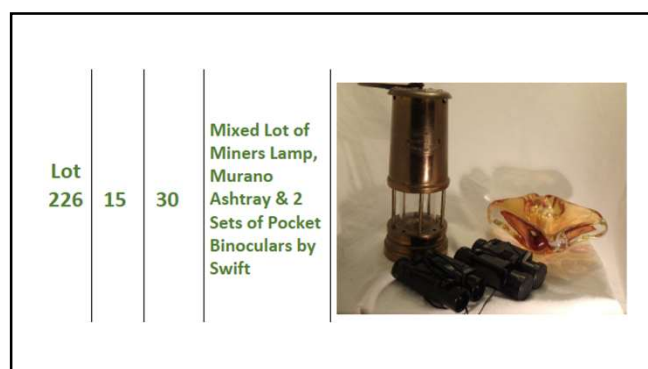 Lot
226
15
30
Mixed Lot of
Miners Lamp,
Murano
Ashtray & 2
Sets of Pocket
Binoculars by
Swift